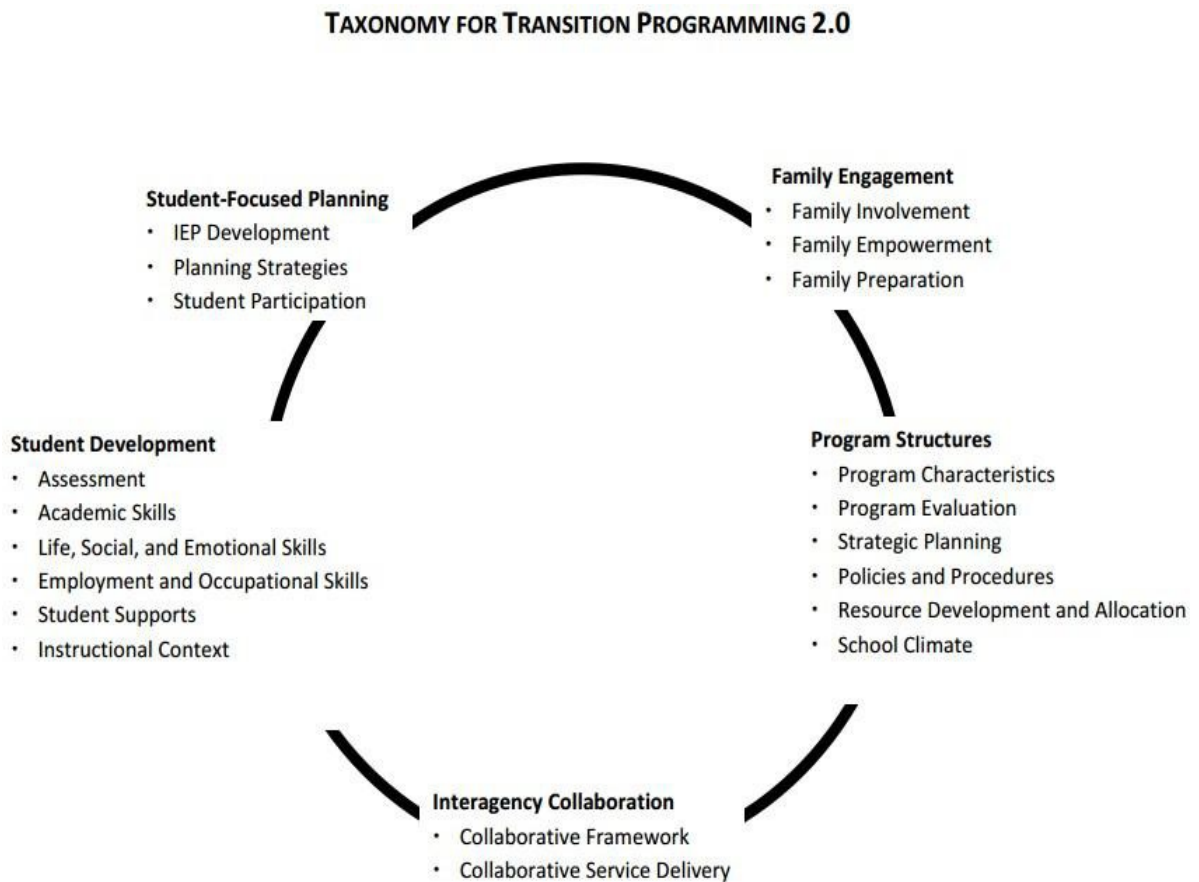 TAXONOMY FOR TRANSITION PROGRAMMING 2.0
Student-Focused Planning
· IEP Development
· Planning Strategies
· Student Participation
Family Engagement
· Family Involvement
· Family Empowerment
· Family Preparation
Student Development
· Assessment
· Academic Skills
· Life, Social, and Emotional Skills
· Employment and Occupational Skills
· Student Supports
· Instructional Context
Program Structures
· Program Characteristics
· Program Evaluation
· Strategic Planning
· Policies and Procedures
· Resource Development and Allocation
· School Climate
Interagency Collaboration
· Collaborative Framework
· Collaborative Service Delivery